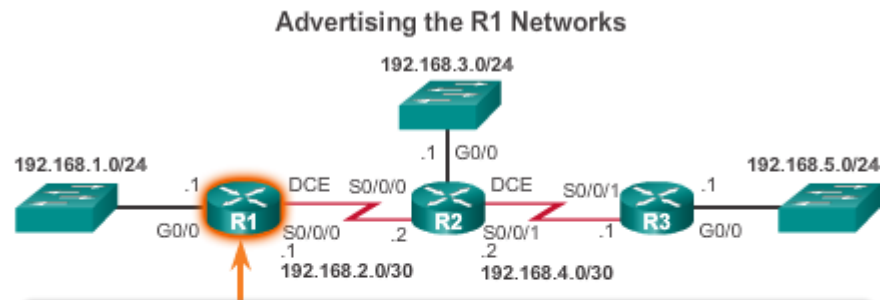 Advertising the R1 Networks
192.168.3.0/24
.1 G0/0
192.168.1.0/24
192.168.5.0/24
.1 DCE S0/0/0
DCE S0/0/1 .1
R1
R2
R3
G0/0 S0/0/0 .2
S0/0/1 .1 G0/0
.1 .2
192.168.2.0/30
192.168.4.0/30